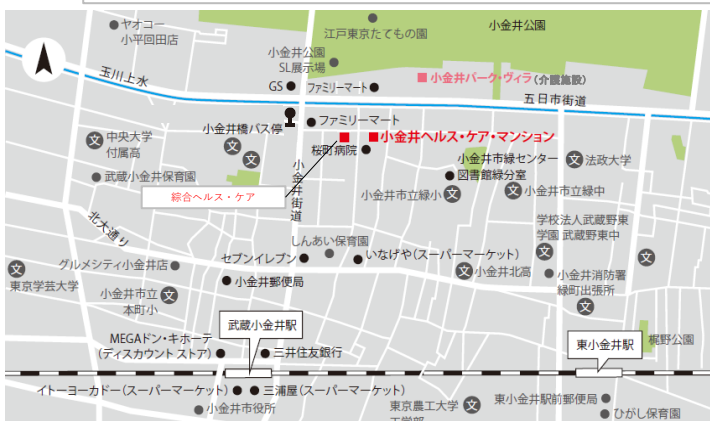 ヤオコー
小平回田店
江戸東京たてもの園
小金井公園
小金井公園
SL展示場
玉川上水
GS
ファミリーマート
小金井パーク・ヴィラ(介護施設)
五日市街道
ファミリーマート
小金井橋バス停
小金井ヘルス・ケア・マンション
桜町病院
文
中央大学
付属高
文
文
武蔵小金井保育園
綜合ヘルス・ケア
小金井街道
小金井市緑センター
図書館緑分室
文
法政大学
小金井市立緑小
文
文
小金井市立緑中
北大通り
学校法人武蔵野東
学園 武蔵野東中
文
文
しんあい保育園
セブンイレブン
いなげや(スーパーマーケット)
グルメシティ小金井店
文
東京学芸大学
文
小金井北高
小金井消防署
緑町出張所
文
小金井郵便局
小金井市立
本町小
文
武蔵小金井駅
MEGAドン・キホーテ
(ディスカウント ストア)
三井住友銀行
東小金井駅
梶野公園
イトーヨーカドー(スーパーマーケット)
三浦屋(スーパーマーケット)
小金井市役所
東京農工大学
文
東小金井駅前郵便局
ひがし保育園